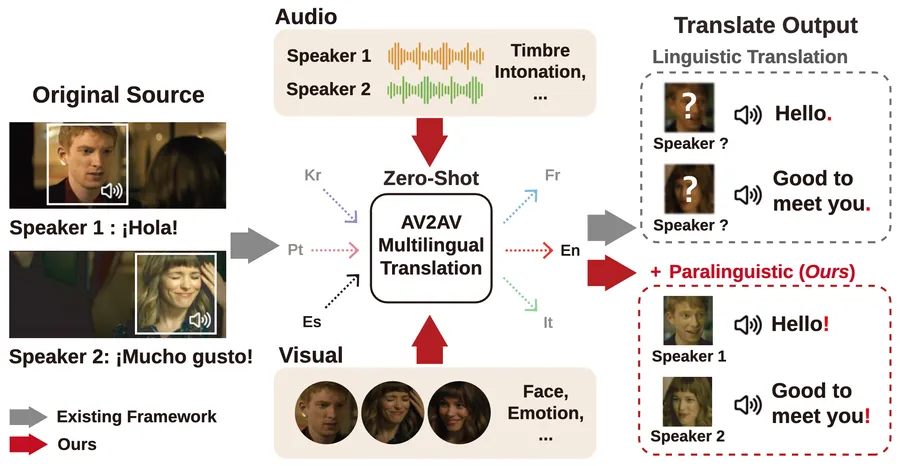 Original Source
Speaker 1 : ¡Hola!
Speaker 2: ¡Mucho gusto!
Existing Framework
Ours
Audio
Speaker 1
Speaker 2
Timbre
Intonation,
...
Zero-Shot
Kr
Pt
Es
AV2AV
Multilingual
Translation
Fr
En
It
Visual
Face,
Emotion,
...
Translate Output
Linguistic Translation
?
Speaker ?
Hello.
?
Speaker ?
Good to
meet you.
+ Paralinguistic (Ours)
Speaker 1
Hello!
Speaker 2
Good to
meet you!